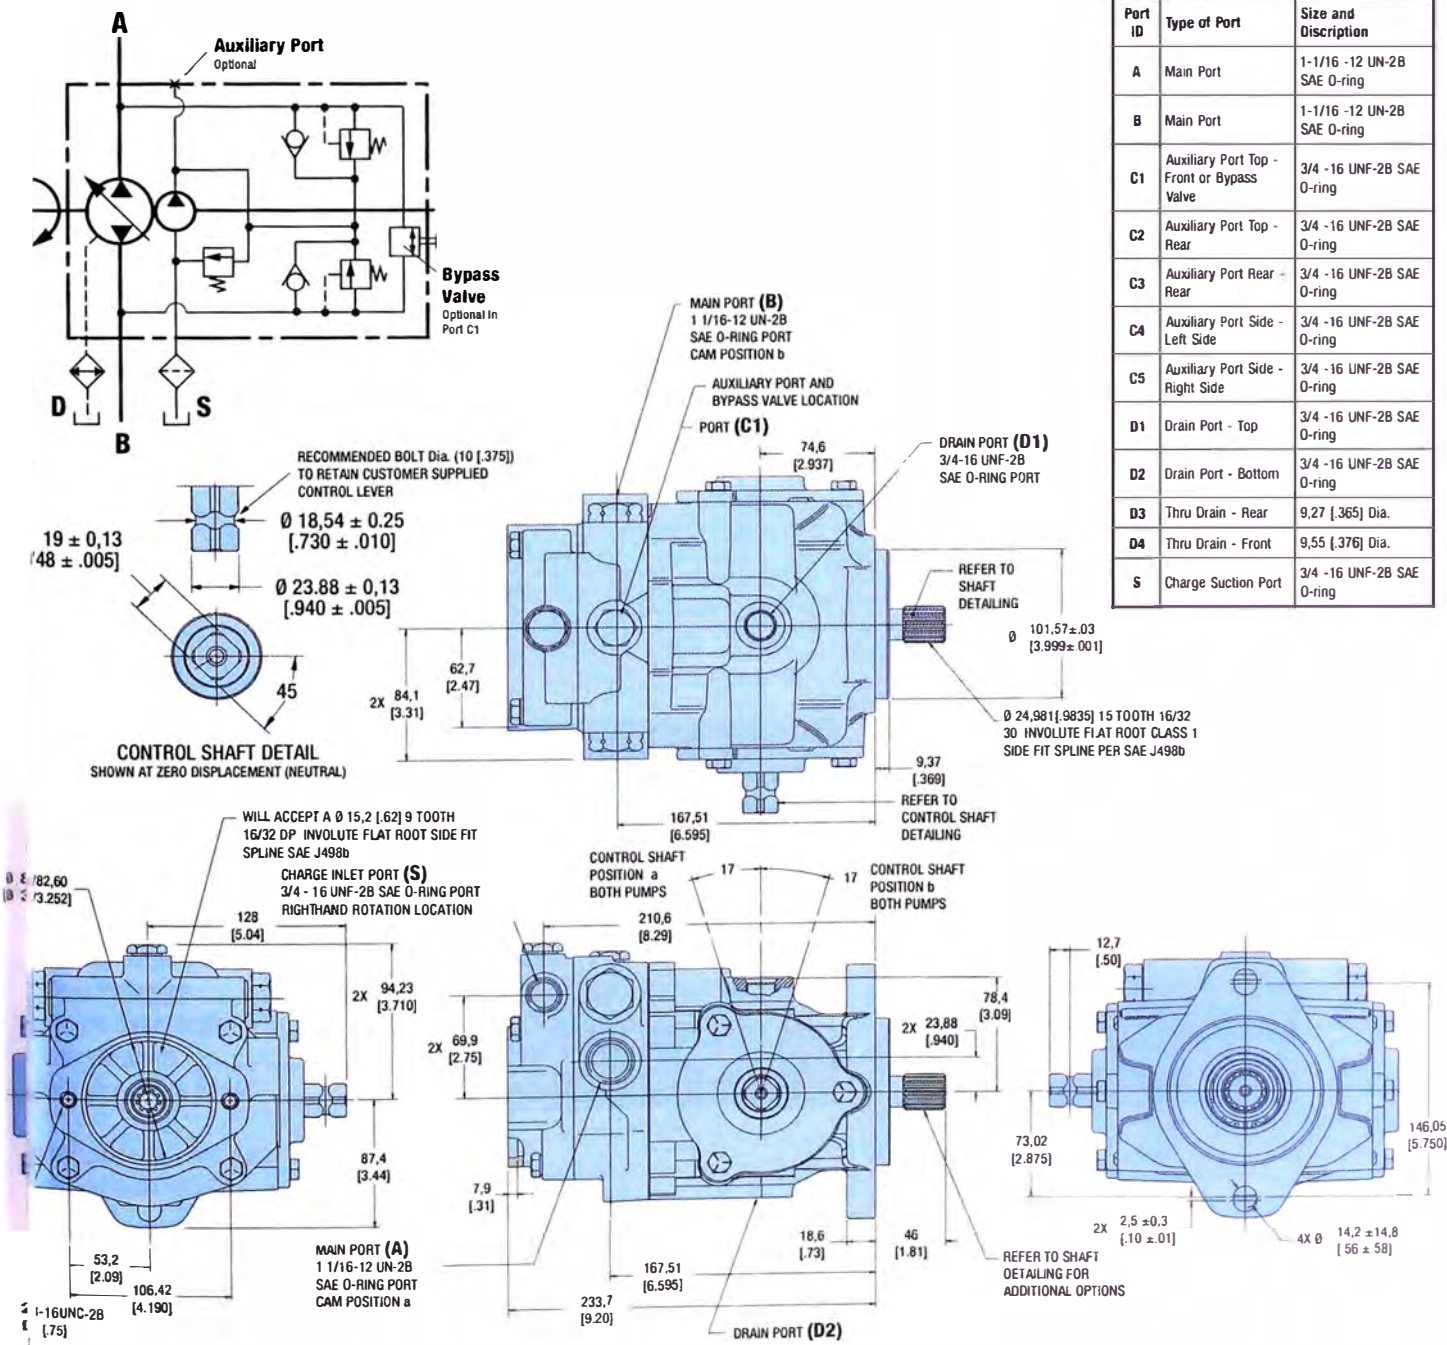 A
Auxiliary Port
Optional
Bypass
Valve
Optional in
Port C1
D
S
B
Port ID
Type of Port
Size and Discription
A
Main Port
1-1/16 -12 UN-2B
SAE O-ring
B
Main Port
1-1/16 -12 UN-2B
SAE O-ring
C1
Auxiliary Port Top -
Front or Bypass
Valve
3/4 -16 UNF-2B SAE
O-ring
C2
Auxiliary Port Top -
Rear
3/4 -16 UNF-2B SAE
O-ring
C3
Auxiliary Port Rear -
Rear
3/4 -16 UNF-2B SAE
O-ring
C4
Auxiliary Port Side -
Left Side
3/4 -16 UNF-2B SAE
O-ring
C5
Auxiliary Port Side -
Right Side
3/4 -16 UNF-2B SAE
O-ring
D1
Drain Port - Top
3/4 -16 UNF-2B SAE
O-ring
D2
Drain Port - Bottom
3/4 -16 UNF-2B SAE
O-ring
D3
Thru Drain - Rear
9,27 [.365] Dia.
D4
Thru Drain - Front
9,55 [.376] Dia.
S
Charge Suction Port
3/4 -16 UNF-2B SAE
O-ring
RECOMMENDED BOLT Dia. (10 [.375])
TO RETAIN CUSTOMER SUPPLIED
CONTROL LEVER
Ø 18,54 ± 0.25
[.730 ± .010]
19 ± 0,13
48 ± .005]
Ø 23.88 ± 0,13
[.940 ± .005]
45
CONTROL SHAFT DETAIL
SHOWN AT ZERO DISPLACEMENT (NEUTRAL)
MAIN PORT (B)
1 1/16-12 UN-2B
SAE O-RING PORT
CAM POSITION b
AUXILIARY PORT AND
BYPASS VALVE LOCATION
PORT (C1)
74,6
[2.937]
DRAIN PORT (D1)
3/4-16 UNF-2B
SAE O-RING PORT
REFER TO
SHAFT
DETAILING
Ø 101,57±.03
[3.999±.001]
62,7
[2.47]
2X 84,1
[3.31]
Ø 24,981[.9835] 15 TOOTH 16/32
30 INVOLUTE FLAT ROOT CLASS 1
SIDE FIT SPLINE PER SAE J498b
9,37
[.369]
REFER TO
CONTROL SHAFT
DETAILING
167,51
[6.595]
WILL ACCEPT A Ø 15,2 [.62] 9 TOOTH
16/32 DP INVOLUTE FLAT ROOT SIDE FIT
SPLINE SAE J498b
/82,60
/3.252]
CHARGE INLET PORT (S)
3/4 - 16 UNF-2B SAE O-RING PORT
RIGHTHAND ROTATION LOCATION
128
[5.04]
2X 94,23
[3.710]
87,4
[3.44]
53,2
[2.09]
106,42
[4.190]
-16UNC-2B
[.75]
CONTROL SHAFT
POSITION a
BOTH PUMPS
17
17
CONTROL SHAFT
POSITION b
BOTH PUMPS
210,6
[8.29]
2X 69,9
[2.75]
78,4
[3.09]
2X 23,88
[.940]
7,9
[.31]
MAIN PORT (A)
1 1/16-12 UN-2B
SAE O-RING PORT
CAM POSITION a
18,6
[.73]
46
[1.81]
167,51
[6.595]
233,7
[9.20]
DRAIN PORT (D2)
REFER TO SHAFT
DETAILING FOR
ADDITIONAL OPTIONS
12,7
[.50]
73,02
[2.875]
146,05
[5.750]
2X 2,5 ±0,3
[.10 ±.01]
4X Ø 14,2 ±14,8
[.56 ±.58]